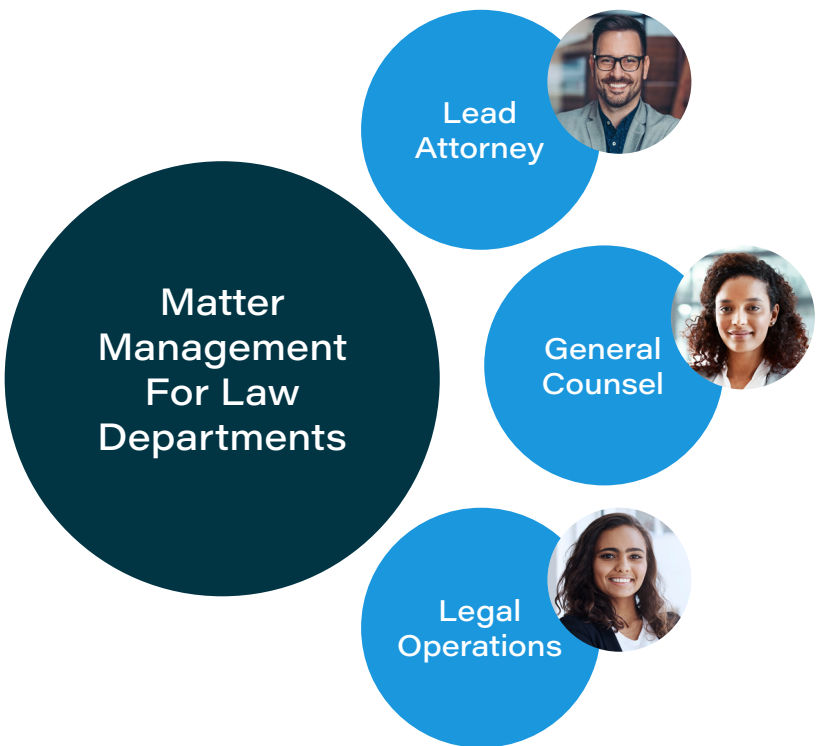 Lead
Attorney
Matter
Management
For Law
Departments
General
Counsel
Legal
Operations